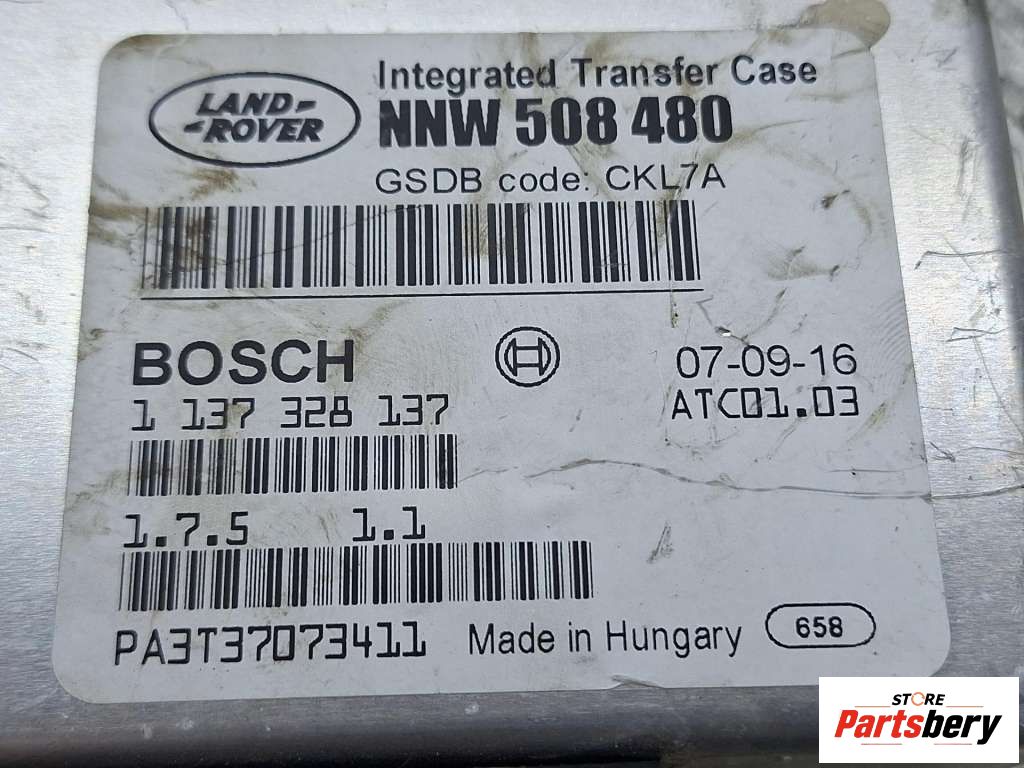 LAND-
-ROVER
Integrated Transfer Case
NNW 508 480
GSDB code: CKL7A
BOSCH
07-09-16
1 137 328 137
ATC01.03
1.7.5 1.1
PA3T37073411
Made in Hungary
658
STORE
Partsbery